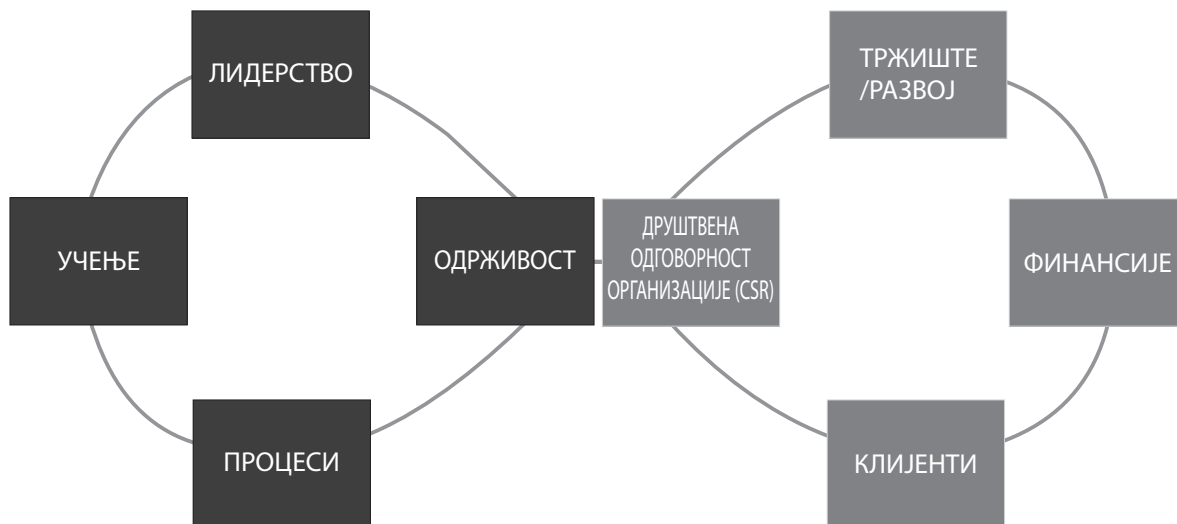 ЛИДЕРСТВО
ТРЖИШТЕ
/РАЗВОЈ
УЧЕЊЕ
ОДРЖИВОСТ
ДРУШТВЕНА
ОДГОВОРНОСТ
ОРГАНИЗАЦИЈЕ (CSR)
ФИНАНСИЈЕ
ПРОЦЕСИ
КЛИЈЕНТИ